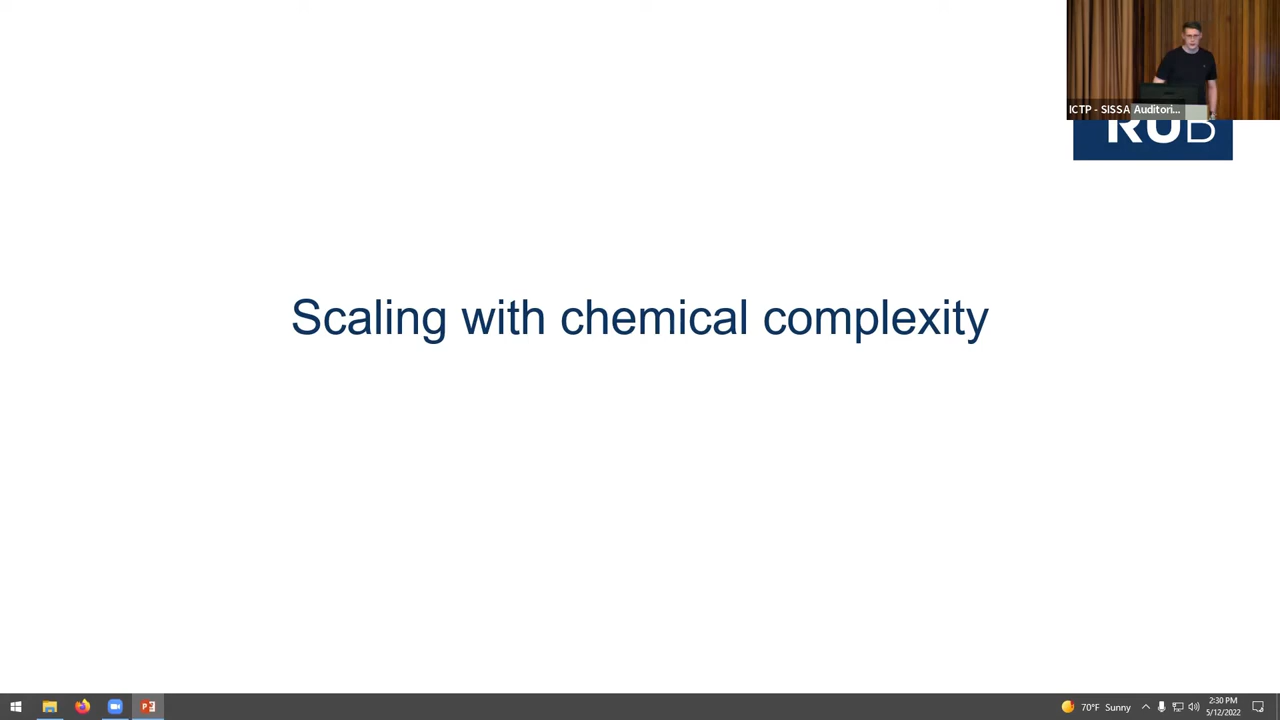 ICTP - SISSA Auditori...
RUB
Scaling with chemical complexity
70°F Sunny
2:30 PM
5/12/2022